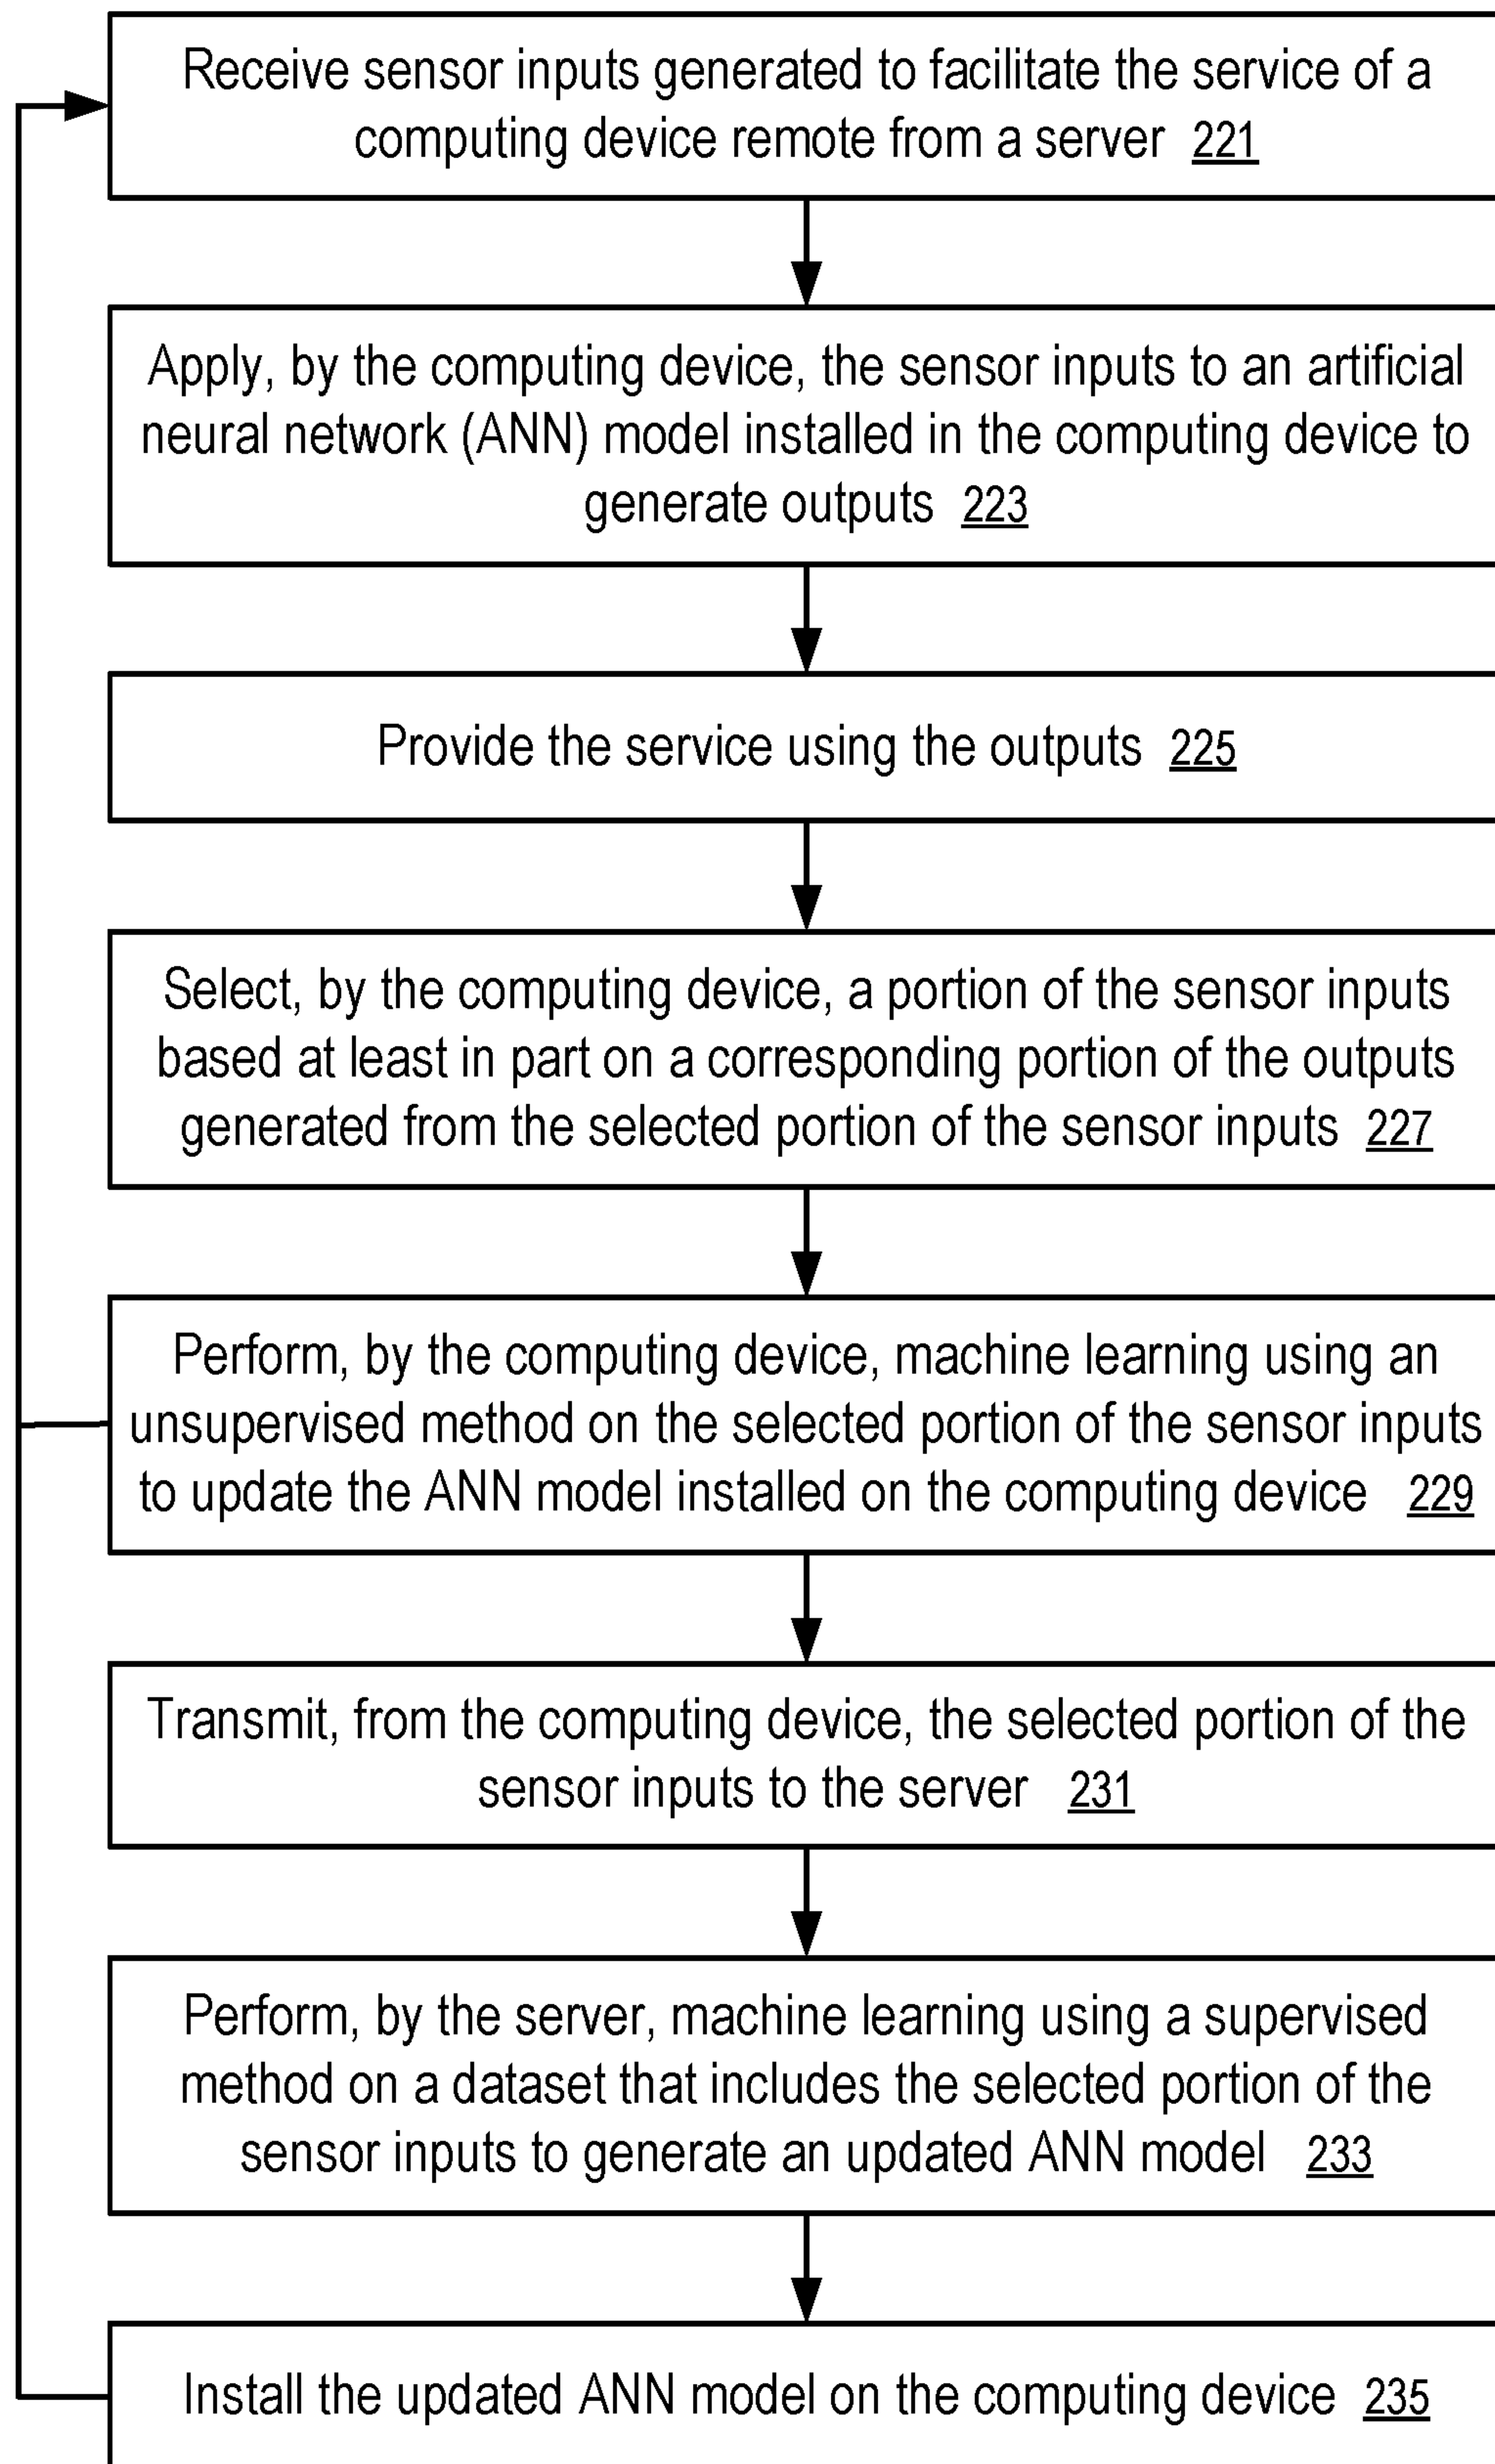 Receive sensor inputs generated to facilitate the service of a
computing device remote from a server 221
Apply, by the computing device, the sensor inputs to an artificial
neural network (ANN) model installed in the computing device to
generate outputs 223
Provide the service using the outputs 225
Select, by the computing device, a portion of the sensor inputs
based at least in part on a corresponding portion of the outputs
generated from the selected portion of the sensor inputs 227
Perform, by the computing device, machine learning using an
unsupervised method on the selected portion of the sensor inputs
to update the ANN model installed on the computing device 229
Transmit, from the computing device, the selected portion of the
sensor inputs to the server 231
Perform, by the server, machine learning using a supervised
method on a dataset that includes the selected portion of the
sensor inputs to generate an updated ANN model 233
Install the updated ANN model on the computing device 235